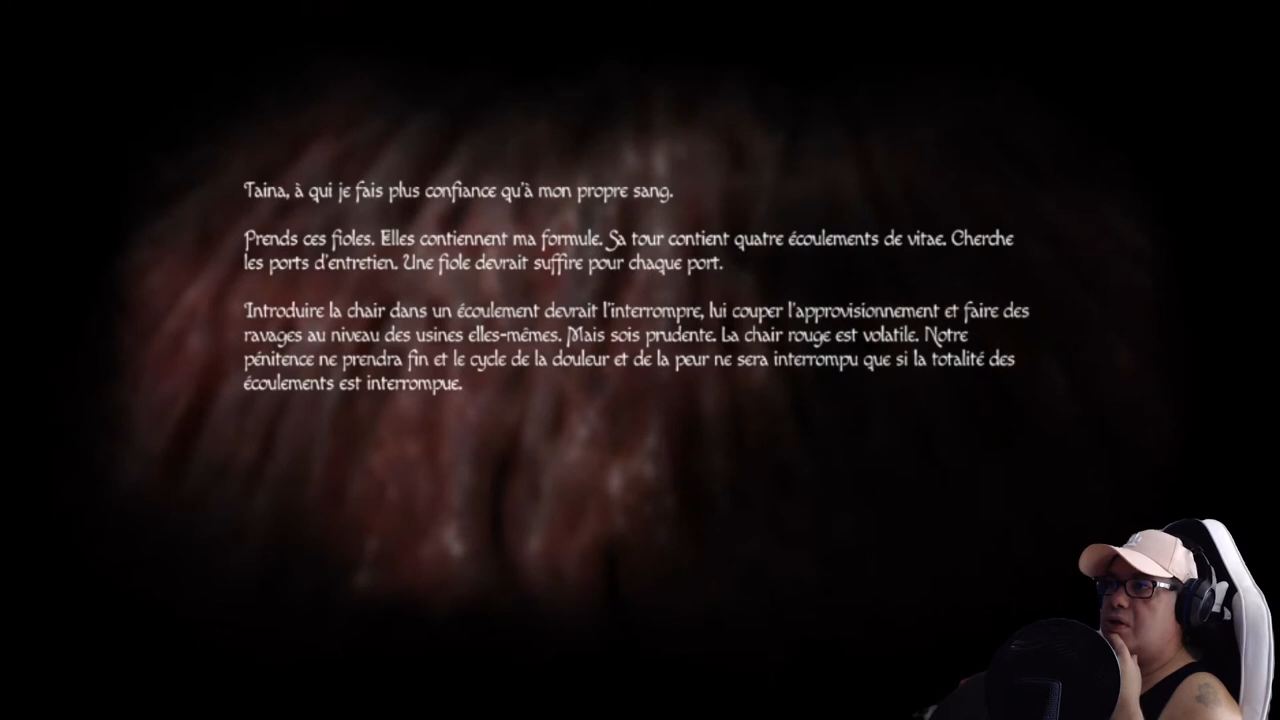 Taina, à qui je fais plus confiance qu'à mon propre sang.
Prends ces fioles. Elles contiennent ma formule. Sa tour contient quatre écoulements de vitae. Cherche
les ports d'entretien. Une fiole devrait suffire pour chaque port.
Introduire la chair dans un écoulement devrait l'interrompre, lui couper l'approvisionnement et faire des
ravages au niveau des usines elles-mêmes. Mais sois prudente. La chair rouge est volatile. Notre
pénitence ne prendra fin et le cycle de la douleur et de la peur ne sera interrompu que si la totalité des
écoulements est interrompue.